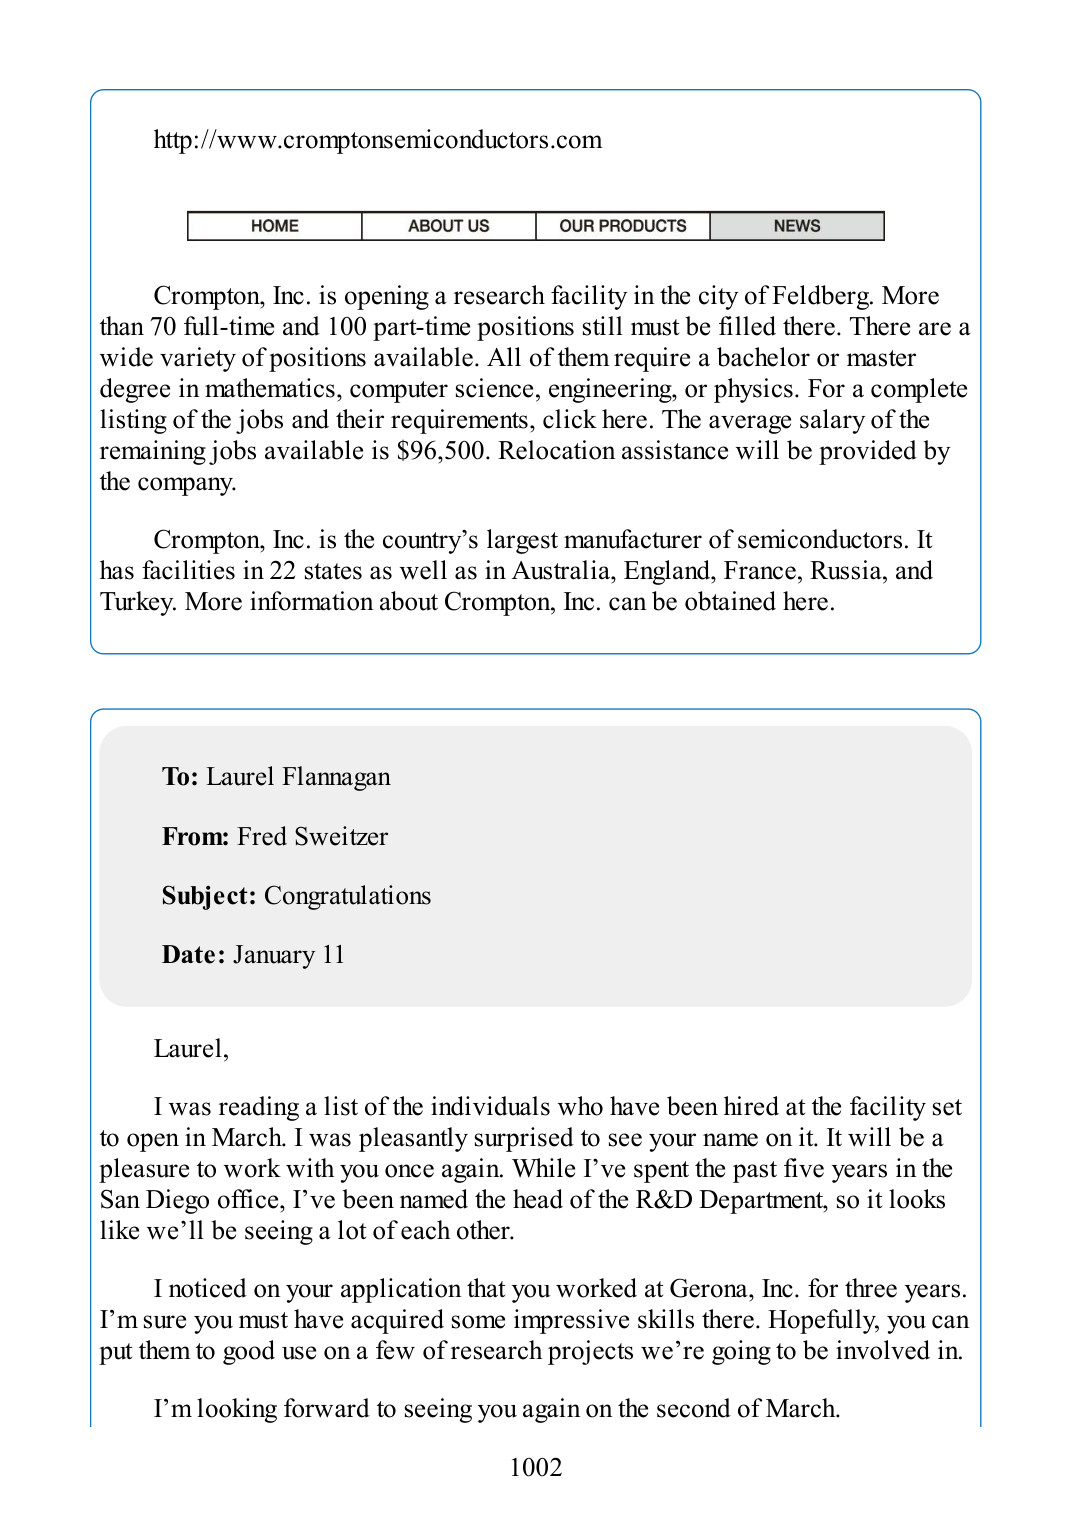 http://www.cromptonsemiconductors.com
HOME ABOUT US OUR PRODUCTS NEWS
Crompton, Inc. is opening a research facility in the city of Feldberg. More
than 70 full-time and 100 part-time positions still must be filled there. There are a
wide variety of positions available. All of them require a bachelor or master
degree in mathematics, computer science, engineering, or physics. For a complete
listing of the jobs and their requirements, click here. The average salary of the
remaining jobs available is $96,500. Relocation assistance will be provided by
the company.
Crompton, Inc. is the country’s largest manufacturer of semiconductors. It
has facilities in 22 states as well as in Australia, England, France, Russia, and
Turkey. More information about Crompton, Inc. can be obtained here.
To: Laurel Flannagan
From: Fred Sweitzer
Subject: Congratulations
Date: January 11
Laurel,
I was reading a list of the individuals who have been hired at the facility set
to open in March. I was pleasantly surprised to see your name on it. It will be a
pleasure to work with you once again. While I’ve spent the past five years in the
San Diego office, I’ve been named the head of the R&D Department, so it looks
like we’ll be seeing a lot of each other.
I noticed on your application that you worked at Gerona, Inc. for three years.
I’m sure you must have acquired some impressive skills there. Hopefully, you can
put them to good use on a few of research projects we’re going to be involved in.
I’m looking forward to seeing you again on the second of March.
1002